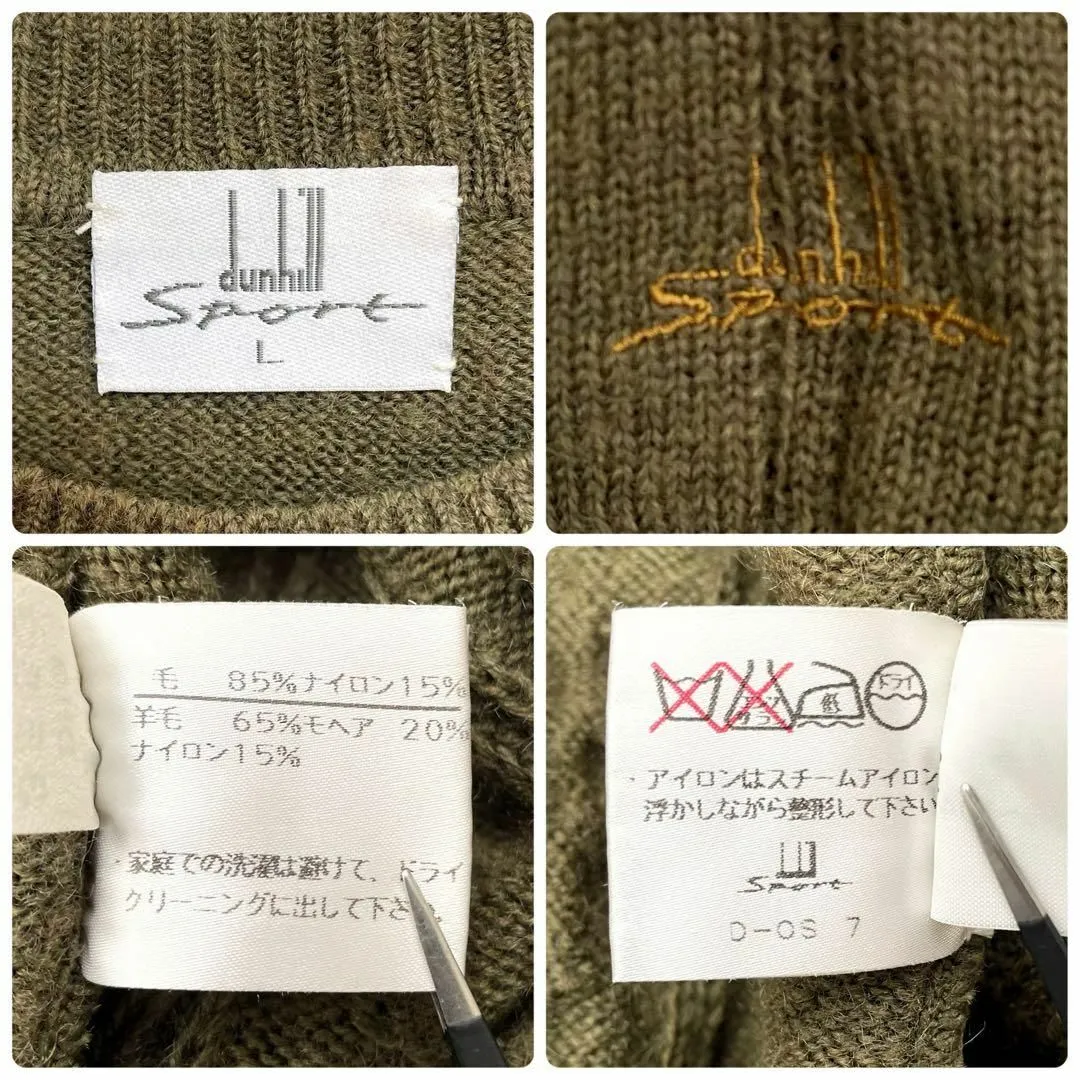 dunhill
Sport
L
dunhill
Sport
毛 85%ナイロン15%
羊毛 65%モヘア 20%
ナイロン15%
・家庭での洗濯は避けて、ドライ
クリーニングに出して下さい。
低
ドライ
・アイロンはスチームアイロン
浮かしながら整形して下さい
Sport
D-OS 7